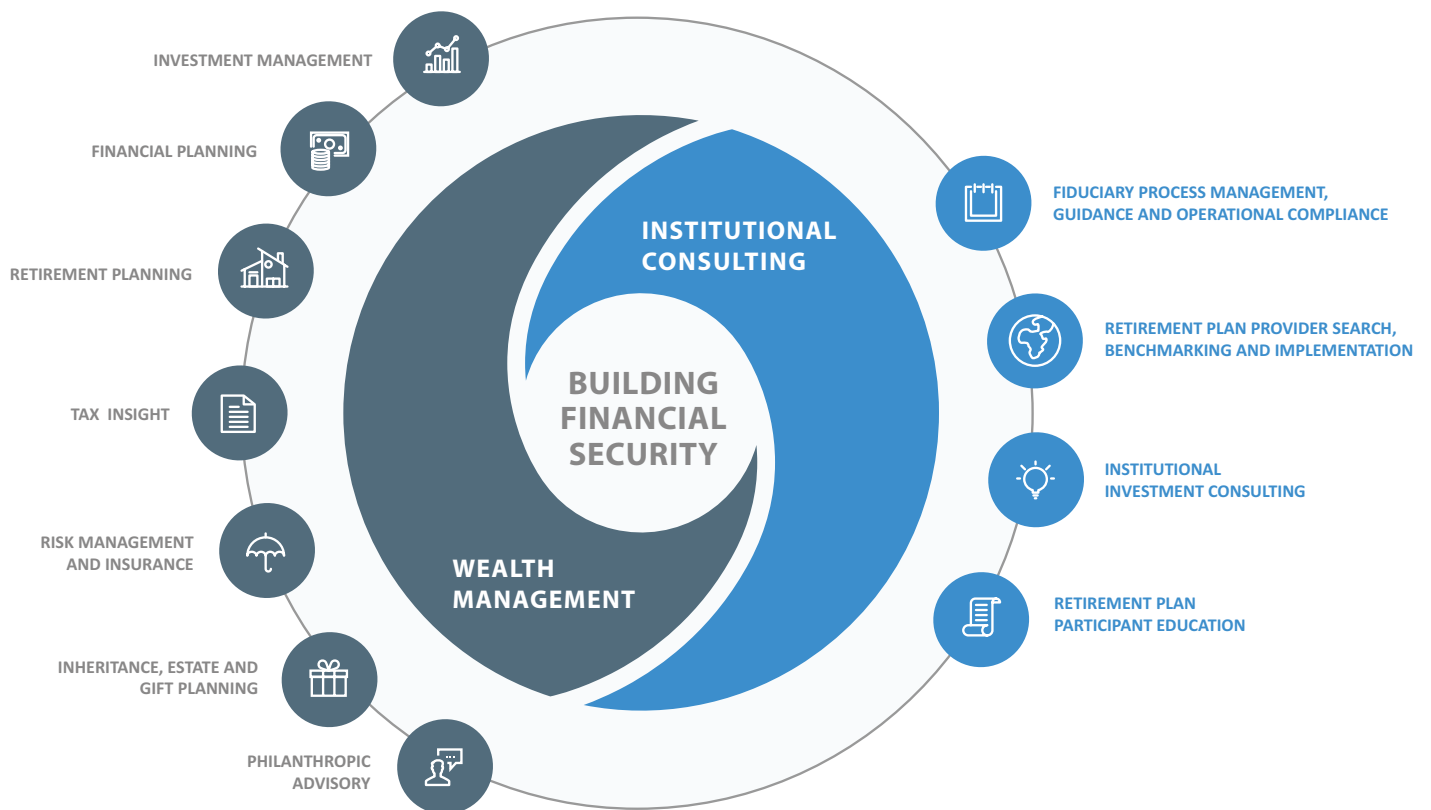 INVESTMENT MANAGEMENT
FINANCIAL PLANNING
RETIREMENT PLANNING
TAX INSIGHT
RISK MANAGEMENT
AND INSURANCE
INHERITANCE, ESTATE AND
GIFT PLANNING
PHILANTHROPIC
ADVISORY
INSTITUTIONAL
CONSULTING
BUILDING
FINANCIAL
SECURITY
WEALTH
MANAGEMENT
FIDUCIARY PROCESS MANAGEMENT,
GUIDANCE AND OPERATIONAL COMPLIANCE
RETIREMENT PLAN PROVIDER SEARCH,
BENCHMARKING AND IMPLEMENTATION
INSTITUTIONAL
INVESTMENT CONSULTING
RETIREMENT PLAN
PARTICIPANT EDUCATION